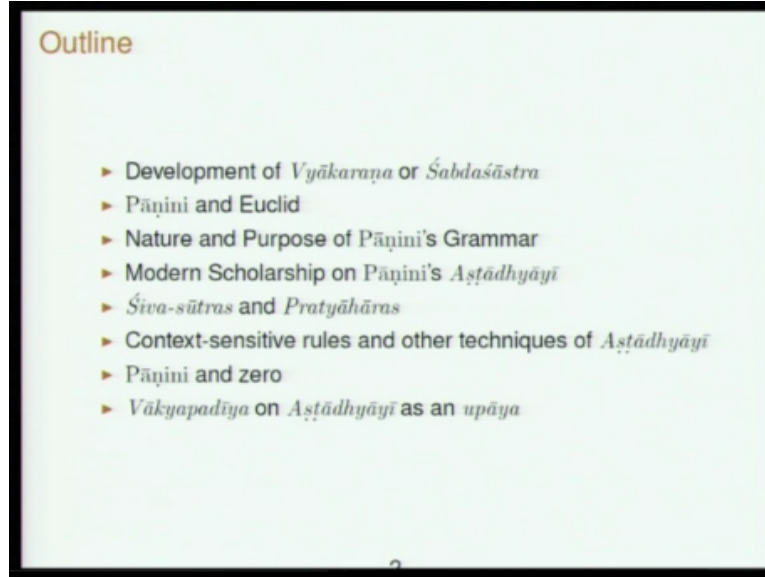 Outline
► Development of Vyākaraṇa or Śabdaśāstra
► Pāṇini and Euclid
► Nature and Purpose of Pāṇini's Grammar
► Modern Scholarship on Pāṇini's Aṣṭādhyāyī
► Śiva-sūtras and Pratyāhāras
► Context-sensitive rules and other techniques of Aṣṭādhyāyī
► Pāṇini and zero
► Vākyapadīya on Aṣṭādhyāyī as an upāya